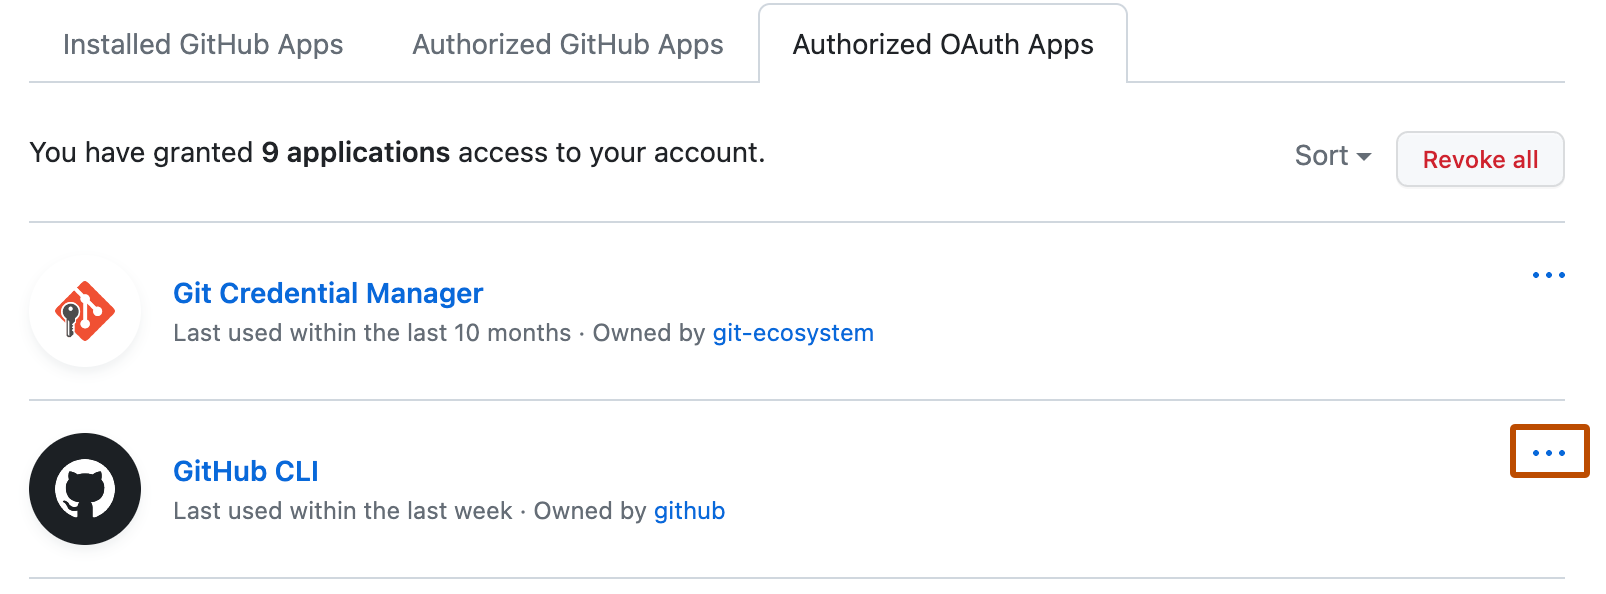 Installed GitHub Apps Authorized GitHub Apps Authorized OAuth Apps
You have granted 9 applications access to your account. Sort Revoke all
Git Credential Manager
Last used within the last 10 months · Owned by git-ecosystem
GitHub CLI
Last used within the last week · Owned by github